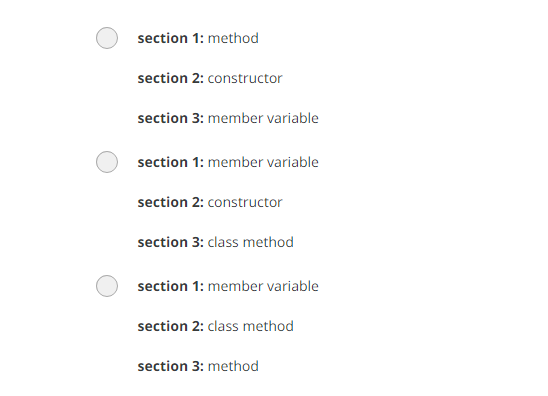 section 1: method
section 2: constructor
section 3: member variable
section 1: member variable
section 2: constructor
section 3: class method
section 1: member variable
section 2: class method
section 3: method